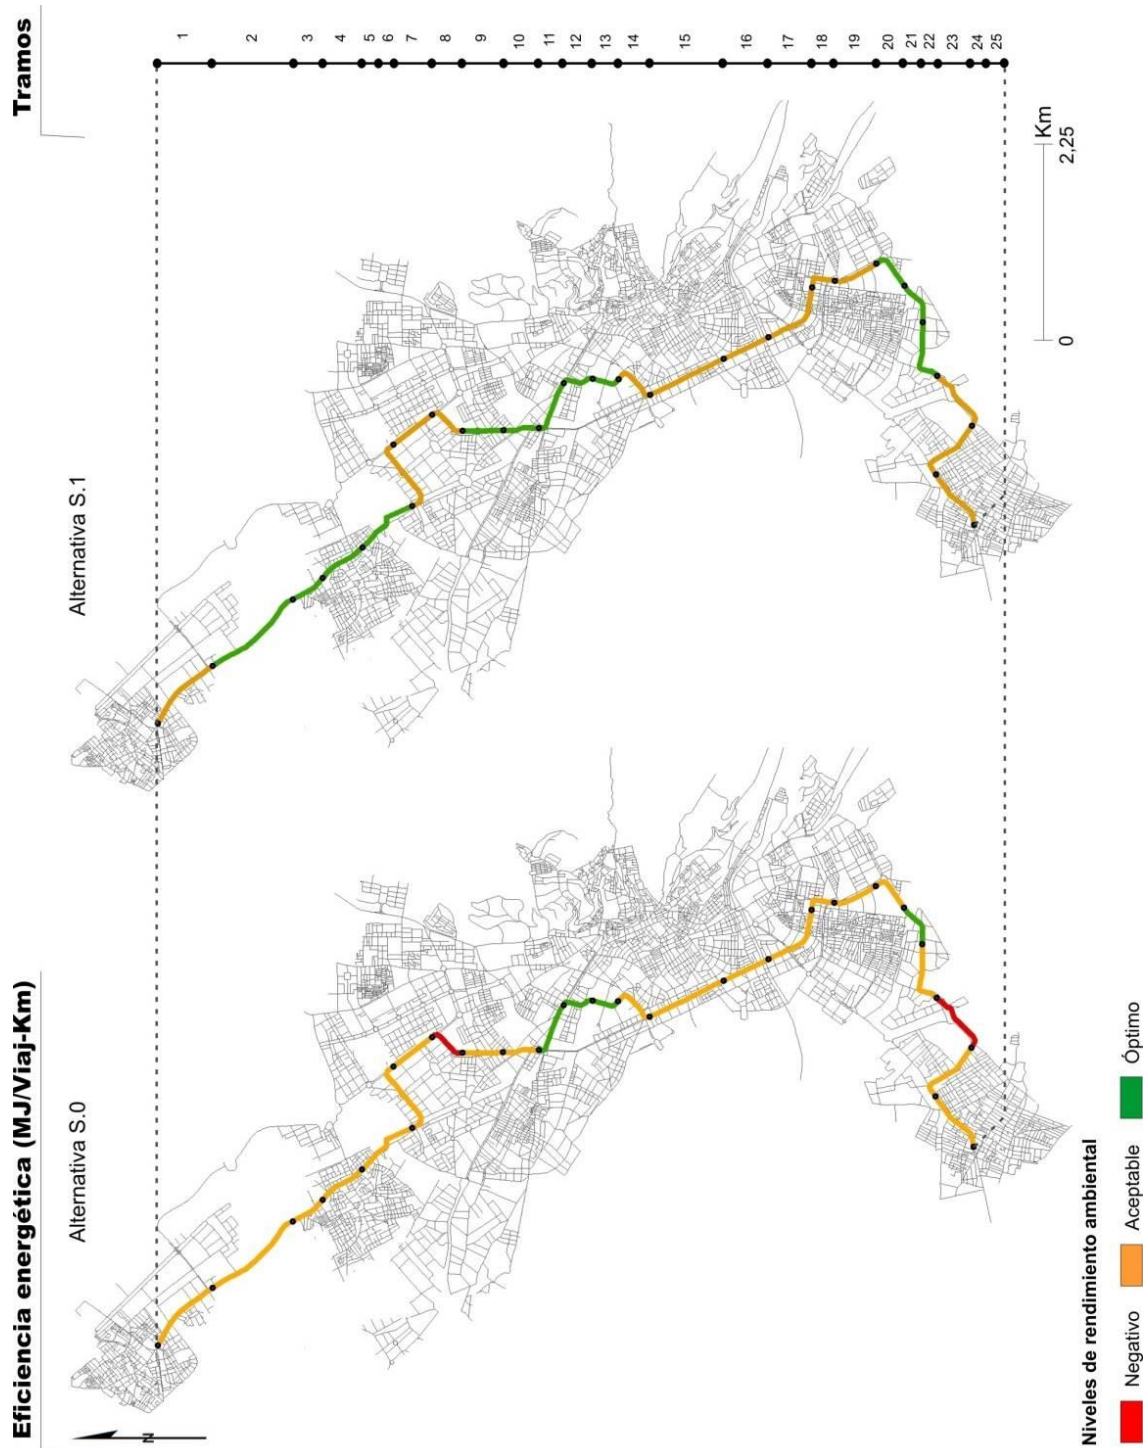 Eficiencia energética (MJ/Viaj-Km)
Tramos
Alternativa S.0
Alternativa S.1
1
2
3
4
5
6
7
8
9
10
11
12
13
14
15
16
17
18
19
20
21
22
23
24
25
N
Km
0
2,25
Niveles de rendimiento ambiental
Negativo
Aceptable
Óptimo